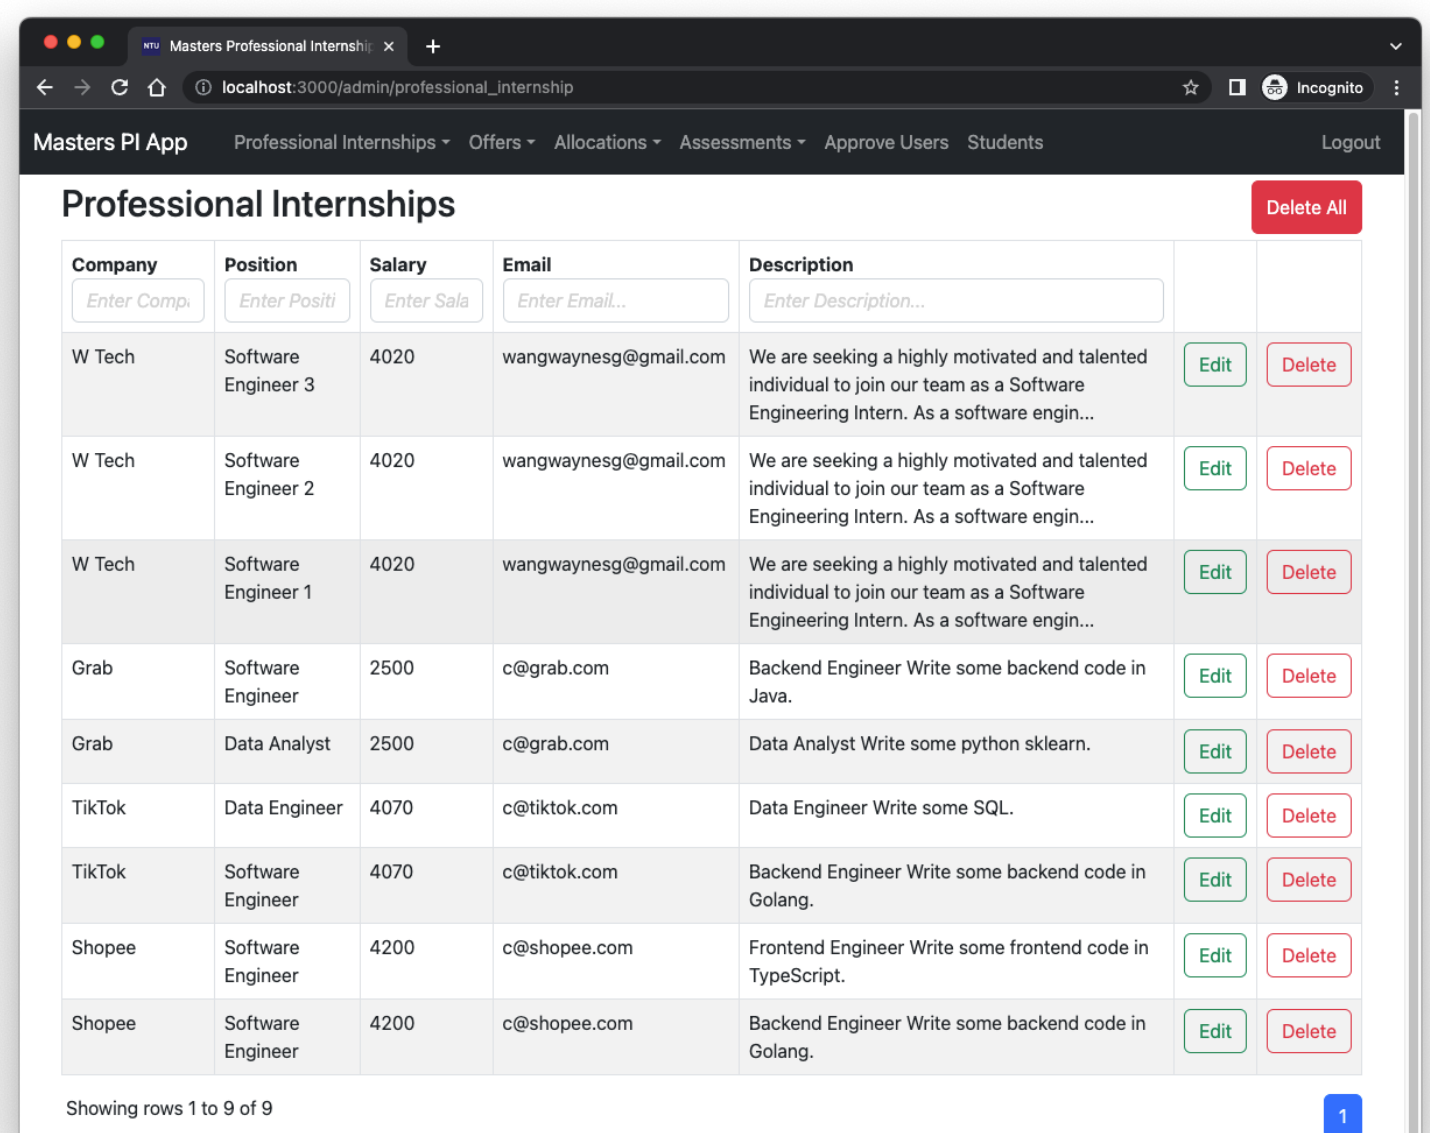 NTU Masters Professional Internship
localhost:3000/admin/professional_internship Incognito
Masters PI App Professional Internships Offers Allocations Assessments Approve Users Students Logout
Professional Internships Delete All
Company Position Salary Email Description
Enter Comp Enter Positi Enter Sala Enter Email... Enter Description...
W Tech Software 4020 wangwaynesg@gmail.com We are seeking a highly motivated and talented Edit Delete
Engineer 3 individual to join our team as a Software
Engineering Intern. As a software engin...
W Tech Software 4020 wangwaynesg@gmail.com We are seeking a highly motivated and talented Edit Delete
Engineer 2 individual to join our team as a Software
Engineering Intern. As a software engin...
W Tech Software 4020 wangwaynesg@gmail.com We are seeking a highly motivated and talented Edit Delete
Engineer 1 individual to join our team as a Software
Engineering Intern. As a software engin...
Grab Software 2500 c@grab.com Backend Engineer Write some backend code in Edit Delete
Engineer Java.
Grab Data Analyst 2500 c@grab.com Data Analyst Write some python sklearn. Edit Delete
TikTok Data Engineer 4070 c@tiktok.com Data Engineer Write some SQL. Edit Delete
TikTok Software 4070 c@tiktok.com Backend Engineer Write some backend code in Edit Delete
Engineer Golang.
Shopee Software 4200 c@shopee.com Frontend Engineer Write some frontend code in Edit Delete
Engineer TypeScript.
Shopee Software 4200 c@shopee.com Backend Engineer Write some backend code in Edit Delete
Engineer Golang.
Showing rows 1 to 9 of 9 1